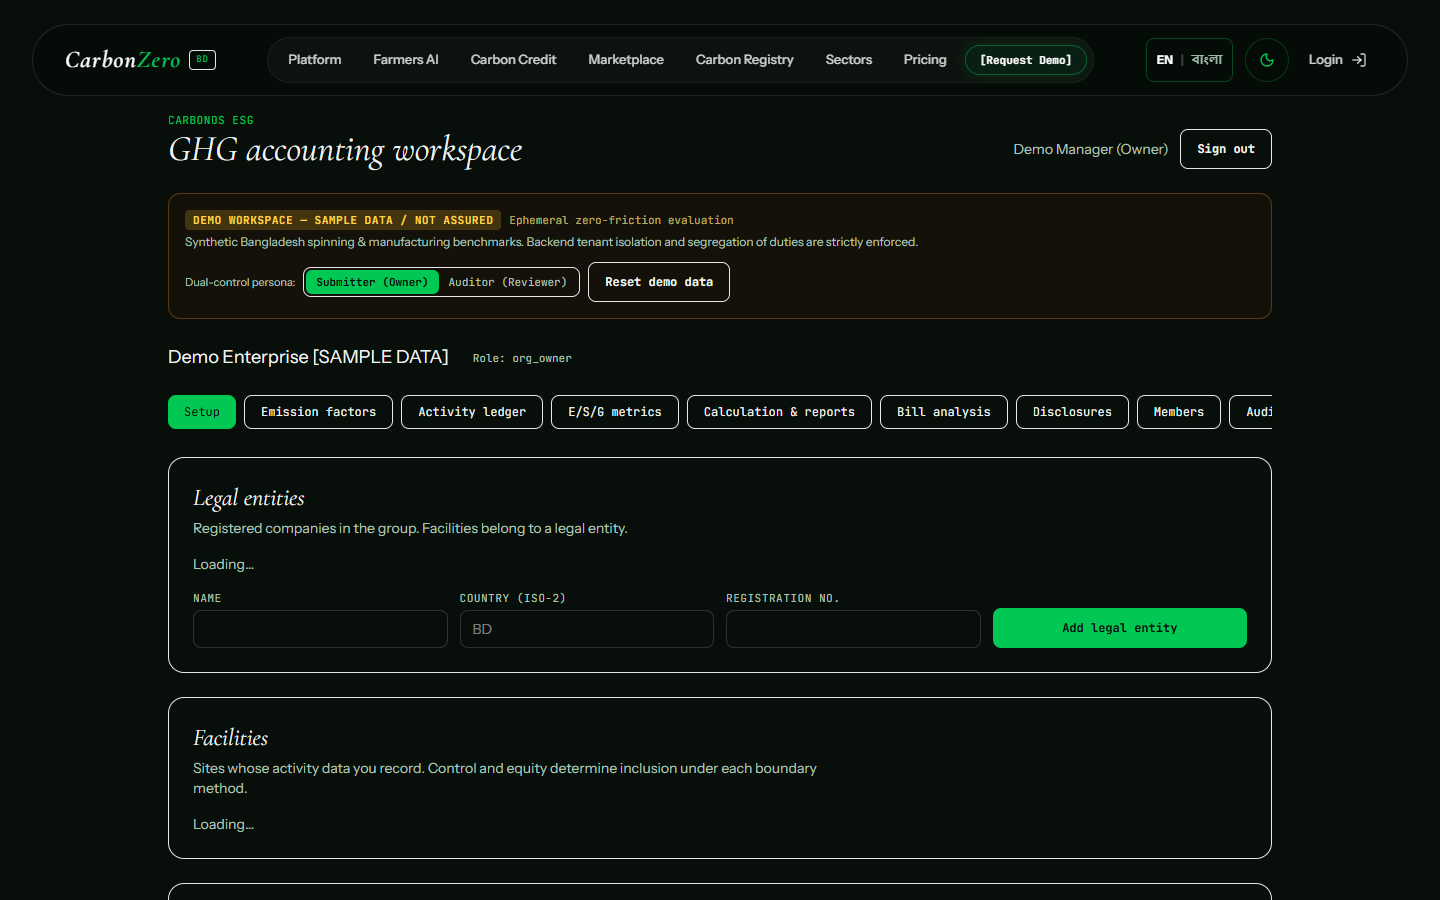 CarbonZero BD
Platform
Farmers AI
Carbon Credit
Marketplace
Carbon Registry
Sectors
Pricing
[Request Demo]
EN | বাংলা
Login
CARBONOS ESG
GHG accounting workspace
Demo Manager (Owner)
Sign out
DEMO WORKSPACE — SAMPLE DATA / NOT ASSURED Ephemeral zero-friction evaluation
Synthetic Bangladesh spinning & manufacturing benchmarks. Backend tenant isolation and segregation of duties are strictly enforced.
Dual-control persona: Submitter (Owner) Auditor (Reviewer) Reset demo data
Demo Enterprise [SAMPLE DATA] Role: org_owner
Setup
Emission factors
Activity ledger
E/S/G metrics
Calculation & reports
Bill analysis
Disclosures
Members
Legal entities
Registered companies in the group. Facilities belong to a legal entity.
Loading…
NAME
COUNTRY (ISO-2)
REGISTRATION NO.
BD
Add legal entity
Facilities
Sites whose activity data you record. Control and equity determine inclusion under each boundary
method.
Loading…